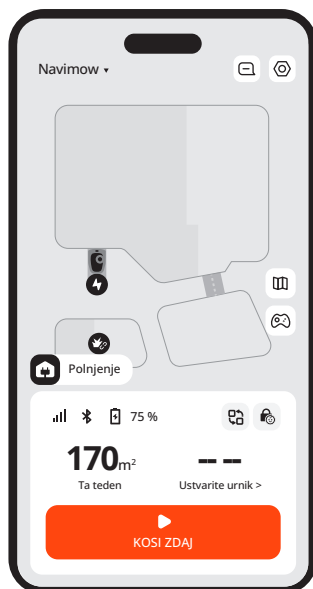 Navimow
Polnjenje
75 %
170m²
-- --
Ta teden
Ustvarite urnik >
KOSI ZDAJ